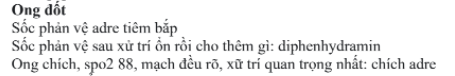 Ong đốt
Sốc phản vệ adre tiêm bắp
Sốc phản vệ sau xử trí ổn rồi cho thêm gì: diphenhydramin
Ong chích, spo2 88, mạch đều rõ, xữ trí quan trọng nhất: chích adre